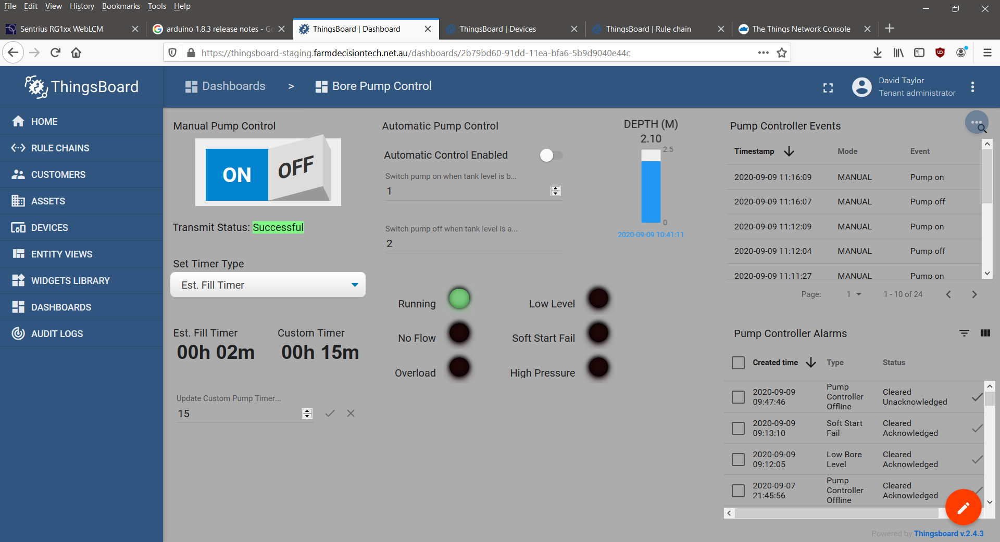 File Edit View History Bookmarks Tools Help
Sentrius RG1xx WebLCM
arduino 1.8.3 release notes - Go
ThingsBoard | Dashboard
ThingsBoard | Devices
ThingsBoard | Rule chain
The Things Network Console
https://thingsboard-staging.farmdecisiontech.net.au/dashboards/2b79bd60-91dd-11ea-bfa6-5b9d9040e44c
ThingsBoard
Dashboards > Bore Pump Control
David Taylor
Tenant administrator
HOME
RULE CHAINS
CUSTOMERS
ASSETS
DEVICES
ENTITY VIEWS
WIDGETS LIBRARY
DASHBOARDS
AUDIT LOGS
Manual Pump Control
ON OFF
Transmit Status: Successful
Set Timer Type
Est. Fill Timer
Est. Fill Timer Custom Timer
00h 02m 00h 15m
Update Custom Pump Timer...
15
Automatic Pump Control
Automatic Control Enabled
Switch pump on when tank level is b...
1
Switch pump off when tank level is a...
2
DEPTH (M)
2.10
2.5
0
2020-09-09 10:41:11
Running Low Level
No Flow Soft Start Fail
Overload High Pressure
Pump Controller Events
Timestamp Mode Event
2020-09-09 11:16:09 MANUAL Pump on
2020-09-09 11:16:07 MANUAL Pump off
2020-09-09 11:12:09 MANUAL Pump on
2020-09-09 11:12:04 MANUAL Pump off
2020-09-09 11:11:27 MANUAL Pump on
Page: 1 1 - 10 of 24
Pump Controller Alarms
Created time Type Status
2020-09-09 09:47:46 Pump Controller Offline Cleared Unacknowledged
2020-09-09 09:13:10 Soft Start Fail Cleared Acknowledged
2020-09-09 09:12:05 Low Bore Level Cleared Acknowledged
2020-09-07 21:45:56 Pump Controller Offline Cleared Acknowledged
Powered by Thingsboard v.2.4.3